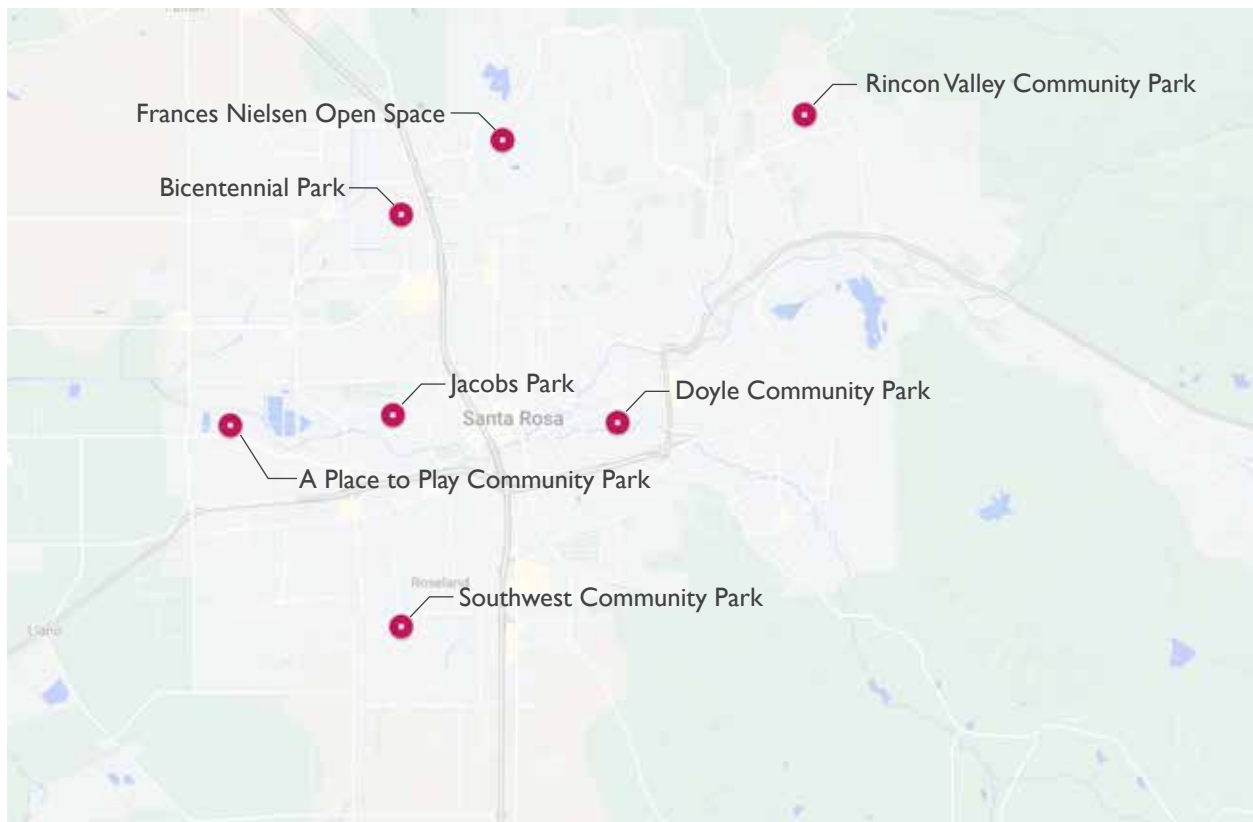 Rincon Valley Community Park
Frances Nielsen Open Space
Bicentennial Park
Jacobs Park
Doyle Community Park
Santa Rosa
A Place to Play Community Park
Roseland
Southwest Community Park
Llano